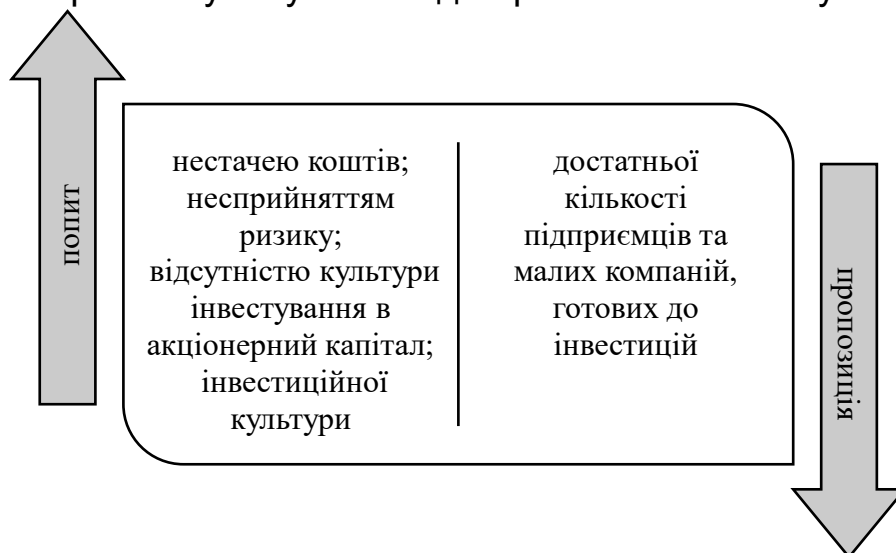 попит
нестачею коштів;
несприйняттям
ризику;
відсутністю культури
інвестування в
акціонерний капітал;
інвестиційної
культури
достатньої
кількості
підприємців та
малих компаній,
готових до
інвестицій
пропозиція